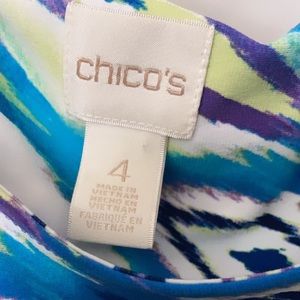 chico's
4
MADE IN
VIETNAM
HECHO EN
VIETNAM
FABRIQUÉ EN
VIETNAM